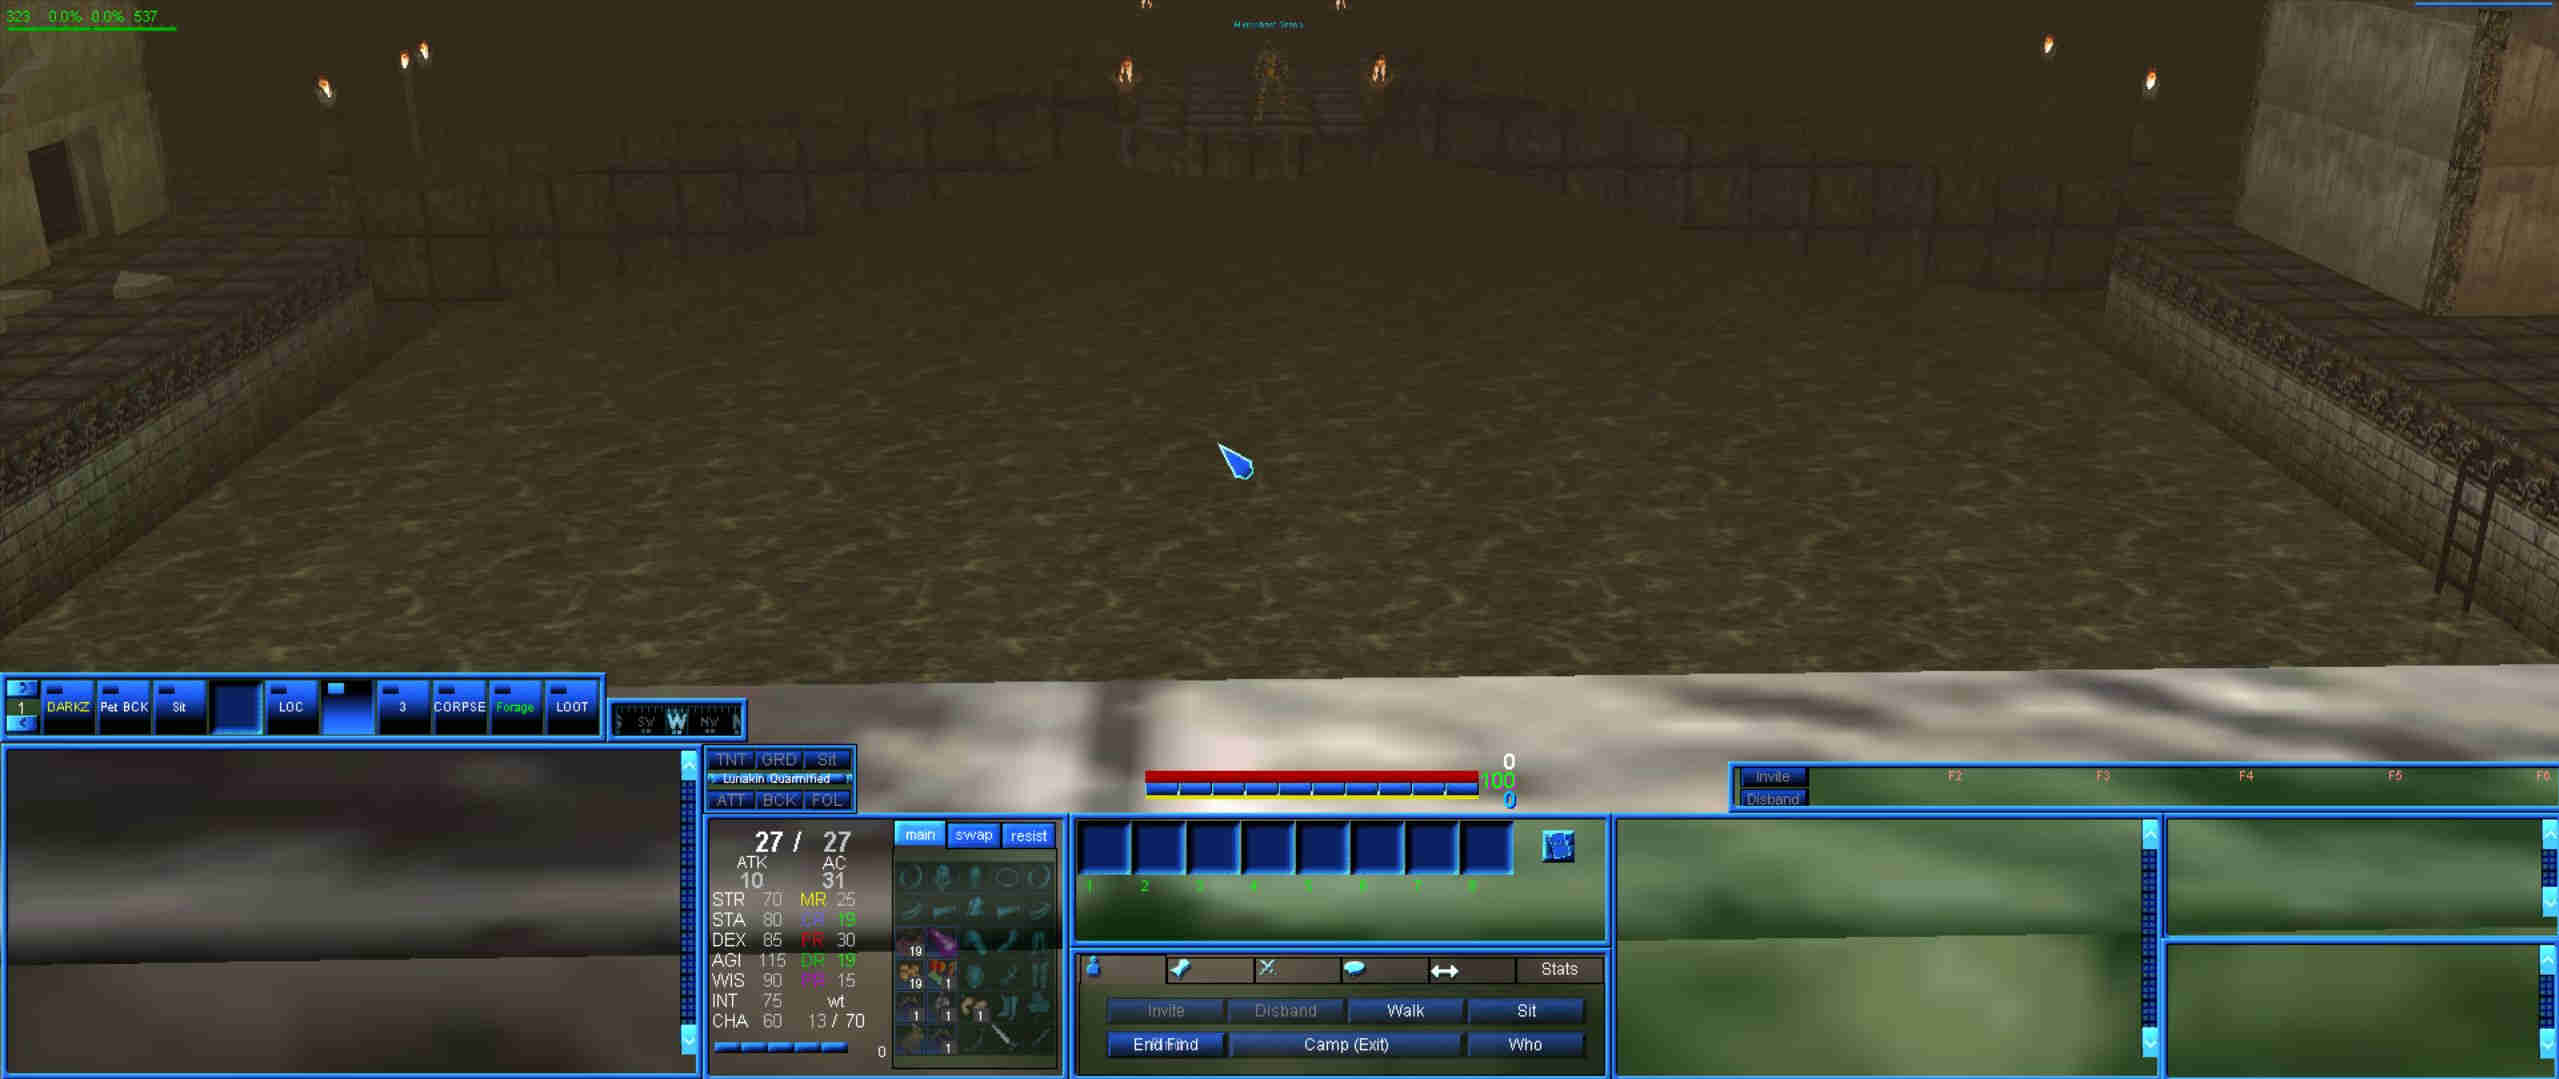 323 0.0% 0.0% 537
1 DARKZ Pet BCK Sit LOC 3 CORPSE Forage LOOT
SW W NW N
TNT GRD Sit
Luriakin Quarmified
ATT BCK FOL
0
100
0
Invite F2 F3 F4 F5 F6
Disband
27 / 27
ATK AC
10 31
STR 70 MR 25
STA 80 CR 19
DEX 85 FR 30
AGI 115 DR 19
WIS 90 PR 15
INT 75 wt
CHA 60 13 / 70
0
main swap resist
19
19 1
1 1 1
1
1 2 3 4 5 6 7 8
Stats
Invite Disband Walk Sit
End Find Camp (Exit) Who